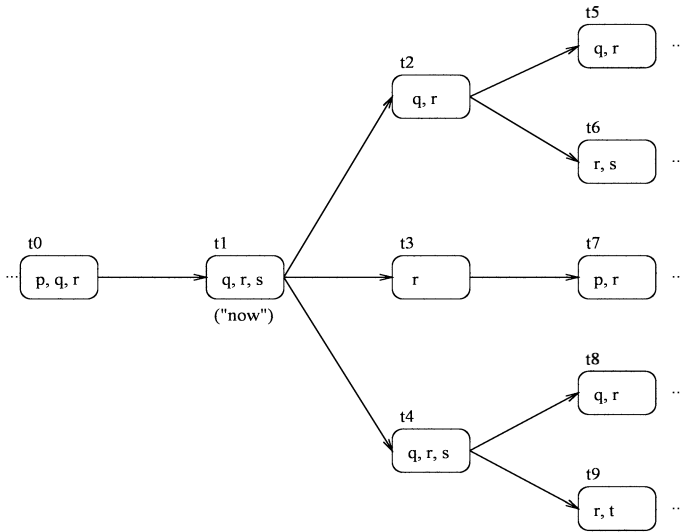 t5
q, r
...
t2
q, r
t6
r, s
...
t0
... p, q, r
t1
q, r, s
("now")
t3
r
t7
p, r
...
t8
q, r
...
t4
q, r, s
t9
r, t
...